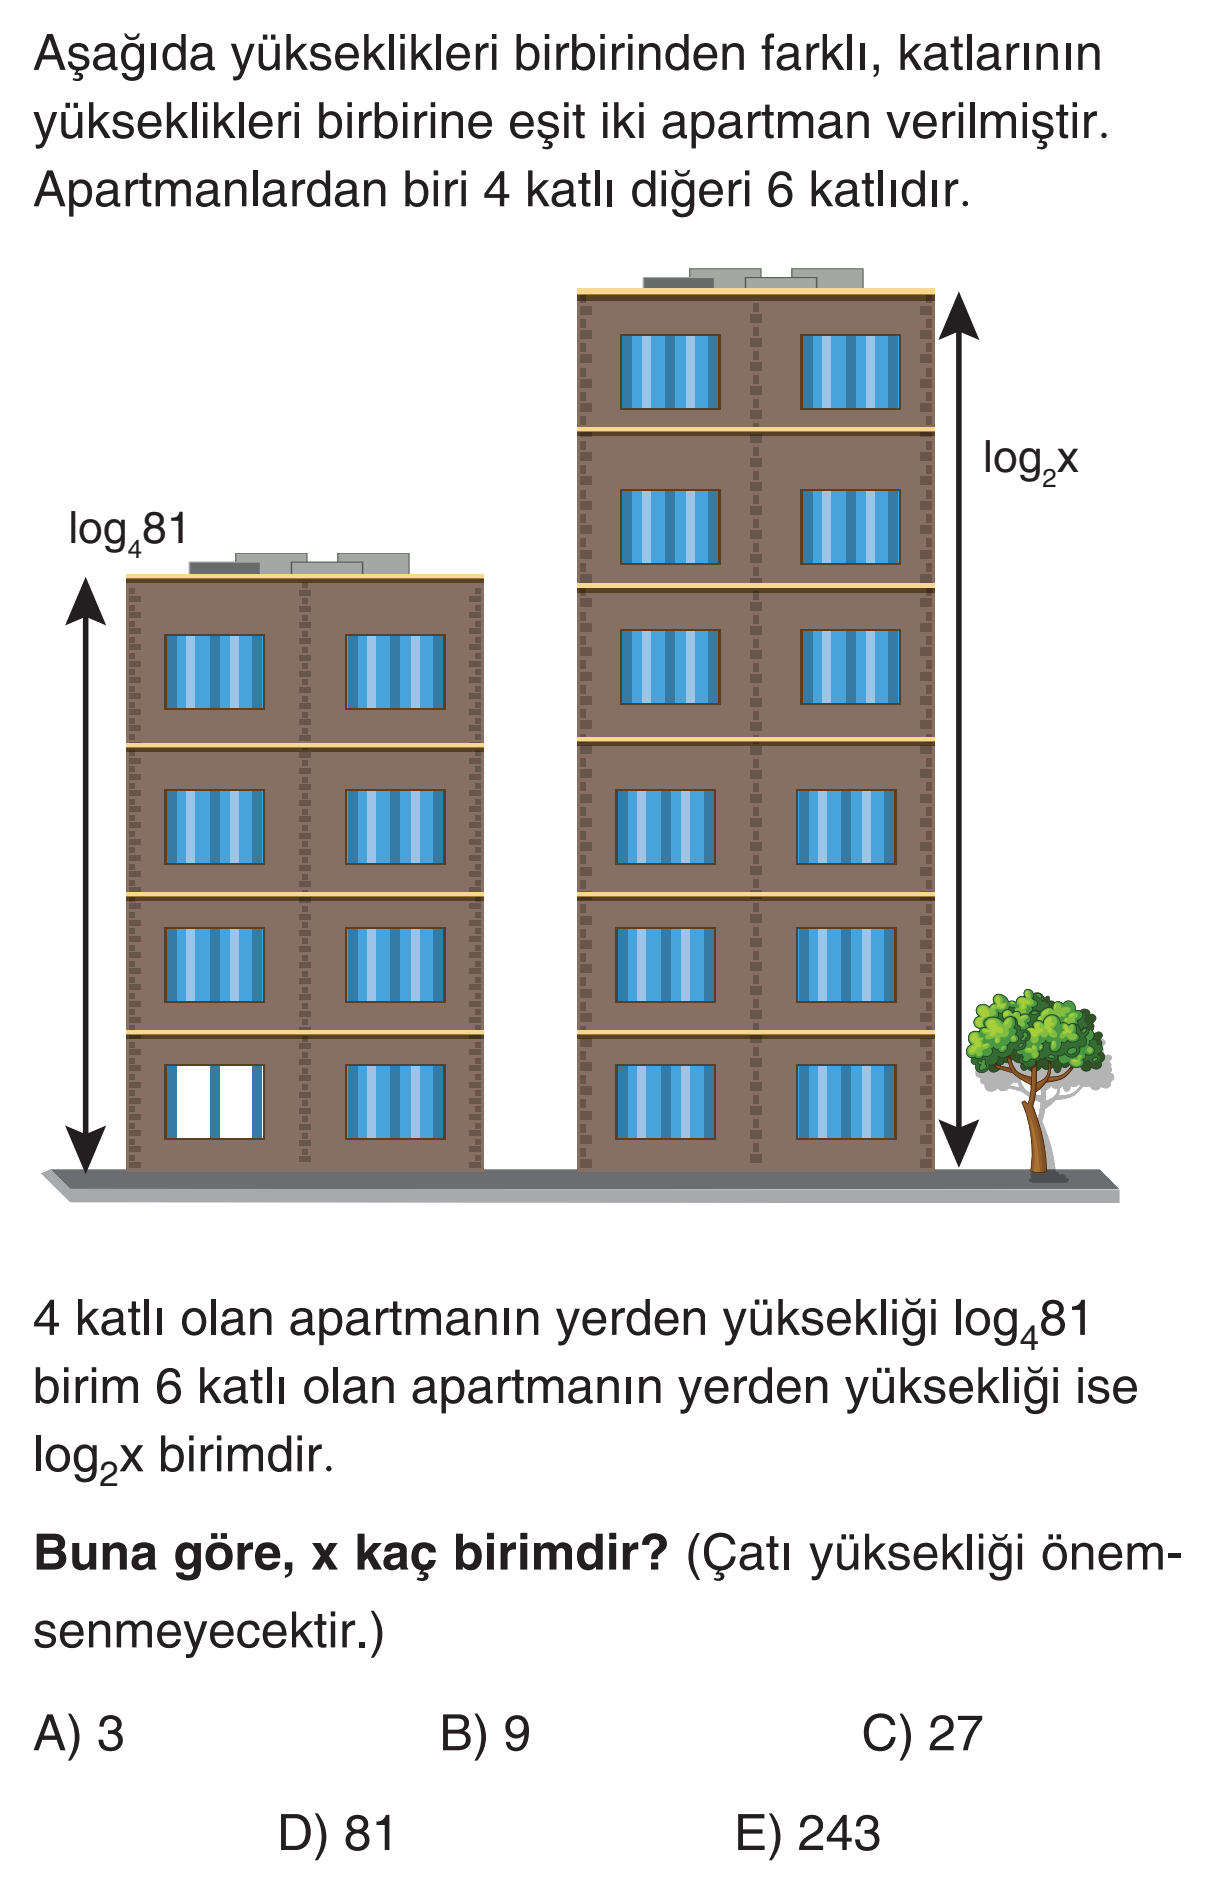 Aşağıda yükseklikleri birbirinden farklı, katlarının
yükseklikleri birbirine eşit iki apartman verilmiştir.
Apartmanlardan biri 4 katlı diğeri 6 katlıdır.
log₂x
log₄81
4 katlı olan apartmanın yerden yüksekliği log₄81
birim 6 katlı olan apartmanın yerden yüksekliği ise
log₂x birimdir.
Buna göre, x kaç birimdir? (Çatı yüksekliği önem-
senmeyecektir.)
A) 3 B) 9 C) 27
D) 81 E) 243